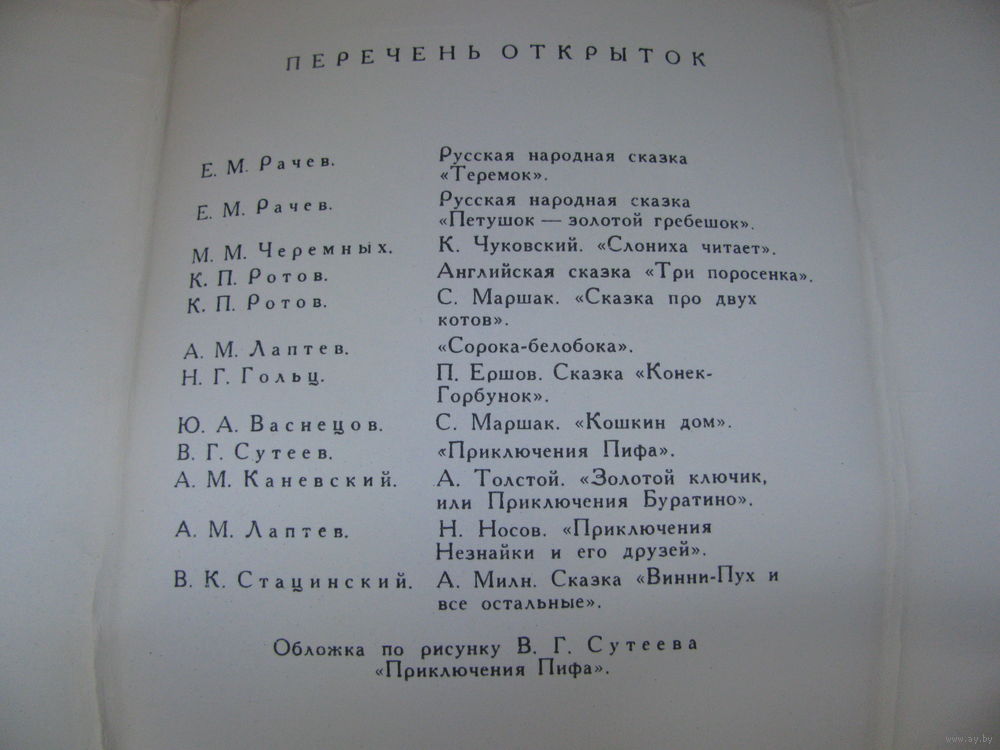 ПЕРЕЧЕНЬ ОТКРЫТОК
Е. М. Рачев. Русская народная сказка
«Теремок».
Е. М. Рачев. Русская народная сказка
«Петушок — золотой гребешок».
М. М. Черемных. К. Чуковский. «Слониха читает».
К. П. Ротов. Английская сказка «Три поросенка».
К. П. Ротов. С. Маршак. «Сказка про двух
котов».
А. М. Лаптев. «Сорока-белобока».
Н. Г. Гольц. П. Ершов. Сказка «Конек-
Горбунок».
Ю. А. Васнецов. С. Маршак. «Кошкин дом».
В. Г. Сутеев. «Приключения Пифа».
А. М. Каневский. А. Толстой. «Золотой ключик,
или Приключения Буратино».
А. М. Лаптев. Н. Носов. «Приключения
Незнайки и его друзей».
В. К. Стацинский. А. Милн. Сказка «Винни-Пух и
все остальные».
Обложка по рисунку В. Г. Сутеева
«Приключения Пифа».
www.ay.by